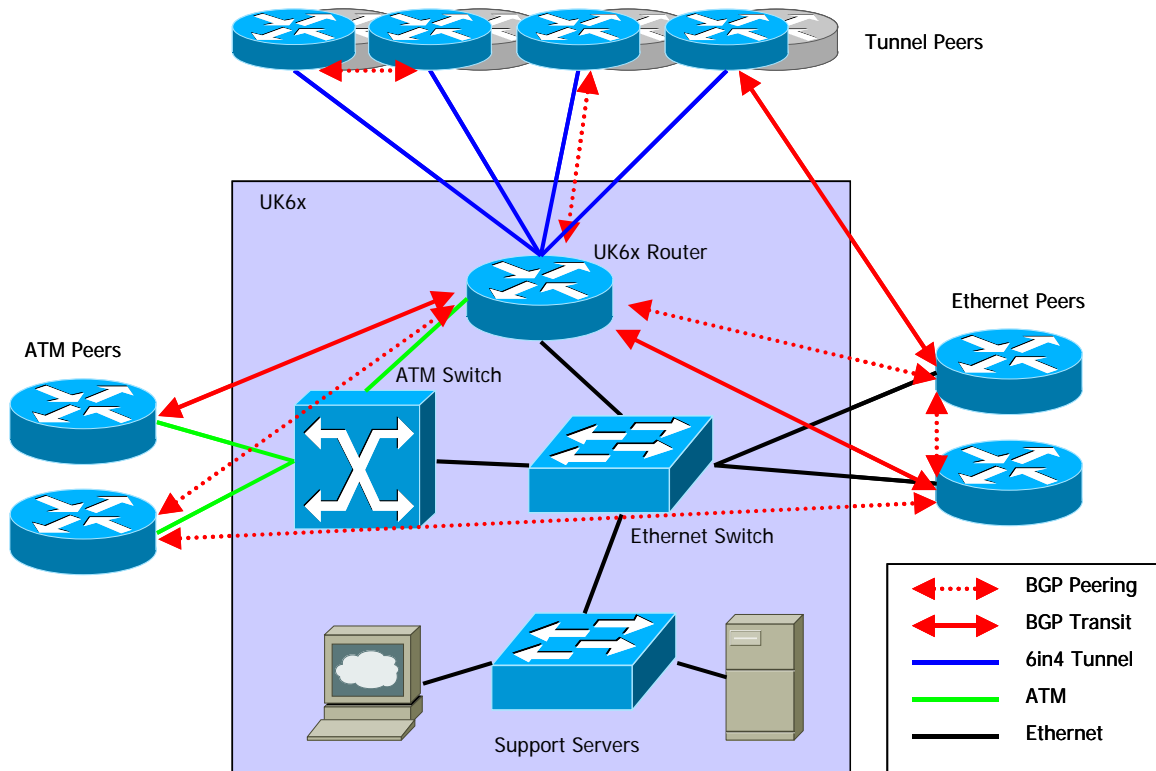 Tunnel Peers
UK6x
UK6x Router
Ethernet Peers
ATM Peers
ATM Switch
Ethernet Switch
BGP Peering
BGP Transit
6in4 Tunnel
ATM
Ethernet
Support Servers